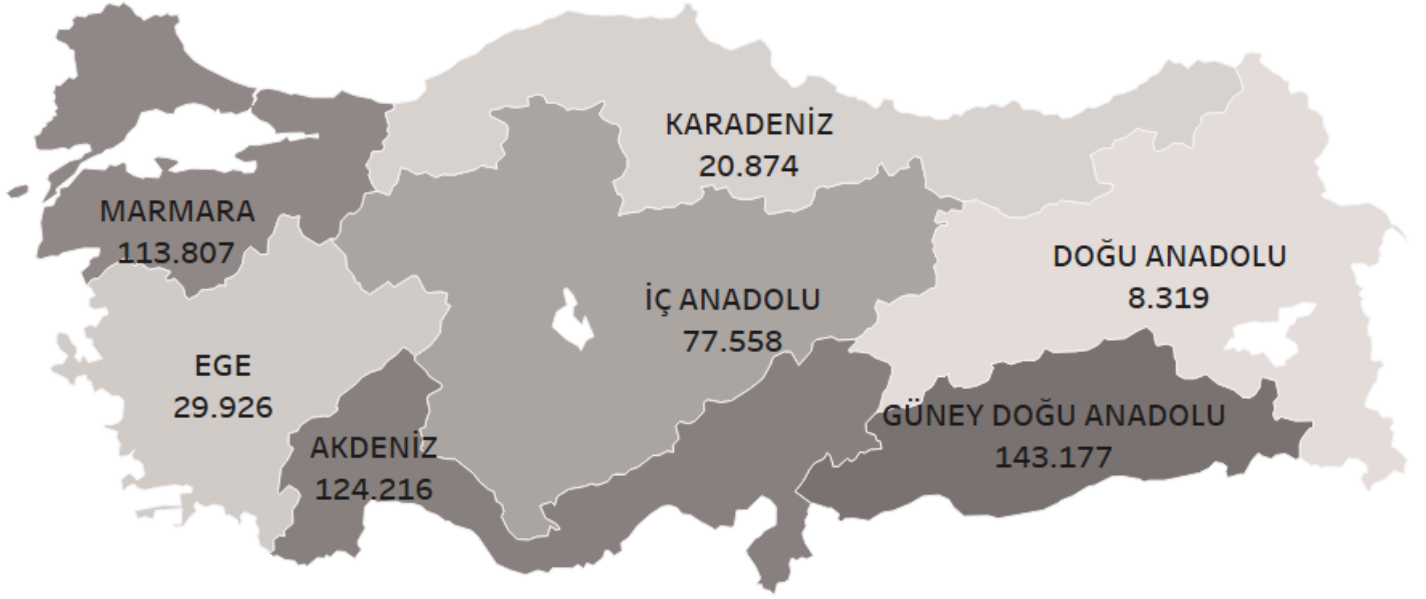 KARADENİZ
20.874
MARMARA
113.807
DOĞU ANADOLU
8.319
İÇ ANADOLU
77.558
EGE
29.926
GÜNEY DOĞU ANADOLU
143.177
AKDENİZ
124.216